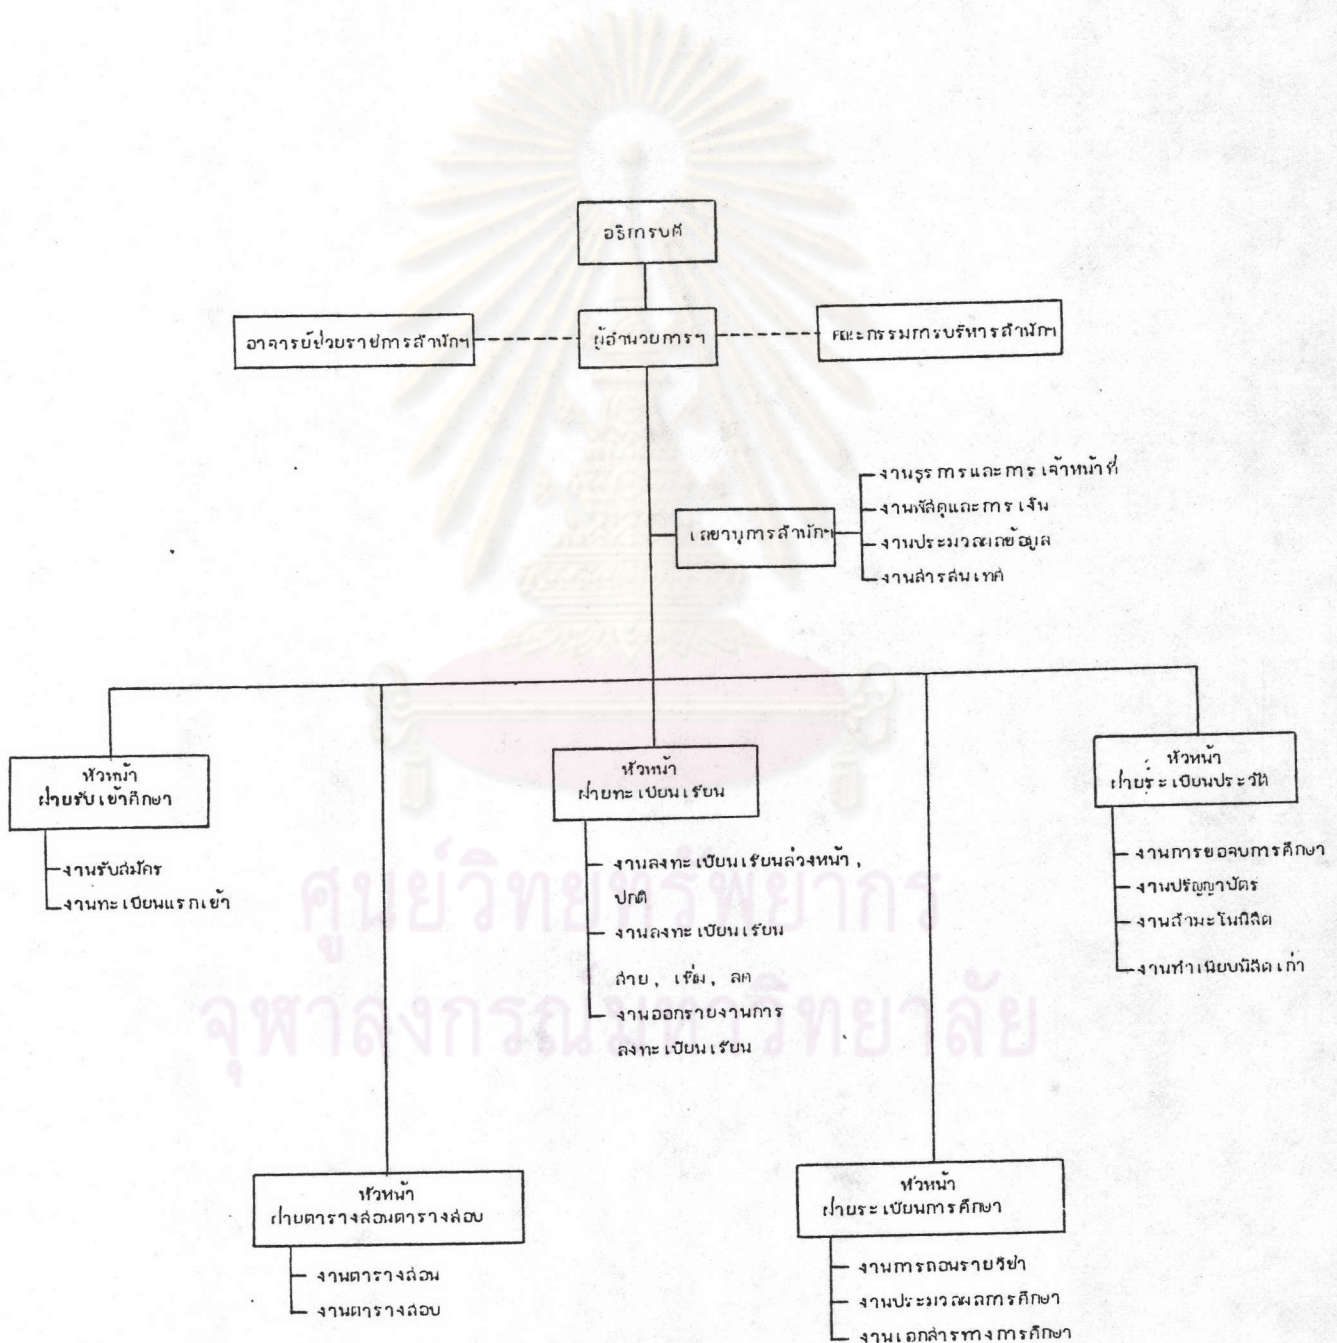 อธิการบดี
อาจารย์ช่วยราชการสำนักฯ
ผู้อำนวยการฯ
คณะกรรมการบริหารสำนักฯ
เลขานุการสำนักฯ
งานธุรการและการเจ้าหน้าที่
งานพัสดุและการเงิน
งานประมวลผลข้อมูล
งานสารสนเทศ
หัวหน้า
ฝ่ายรับเข้าศึกษา
งานรับสมัคร
งานทะเบียนแรกเข้า
หัวหน้า
ฝ่ายทะเบียนเรียน
งานลงทะเบียนเรียนล่วงหน้า,
ปกติ
งานลงทะเบียนเรียน
สาย, เพิ่ม, ลด
งานออกรายงานการ
ลงทะเบียนเรียน
หัวหน้า
ฝ่ายระเบียนประวัติ
งานการขอจบการศึกษา
งานปริญญาบัตร
งานสำมะโนนิสิต
งานทำเนียบนิสิตเก่า
ศูนย์วิทยทรัพยากร
จุฬาลงกรณ์มหาวิทยาลัย
หัวหน้า
ฝ่ายตารางสอนตารางสอบ
งานตารางสอน
งานตารางสอบ
หัวหน้า
ฝ่ายระเบียนการศึกษา
งานการถอนรายวิชา
งานประมวลผลการศึกษา
งานเอกสารทางการศึกษา